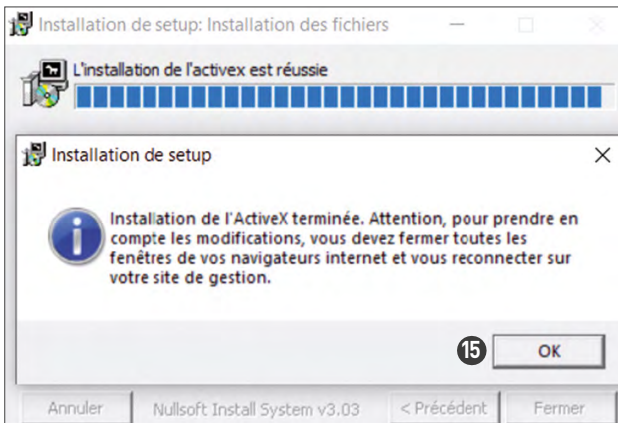 Installation de setup: Installation des fichiers
L'installation de l'activex est réussie
Installation de setup
Installation de l'ActiveX terminée. Attention, pour prendre en
compte les modifications, vous devez fermer toutes les
fenêtres de vos navigateurs internet et vous reconnecter sur
votre site de gestion.
15 OK
Annuler Nullsoft Install System v3.03 < Précédent Fermer